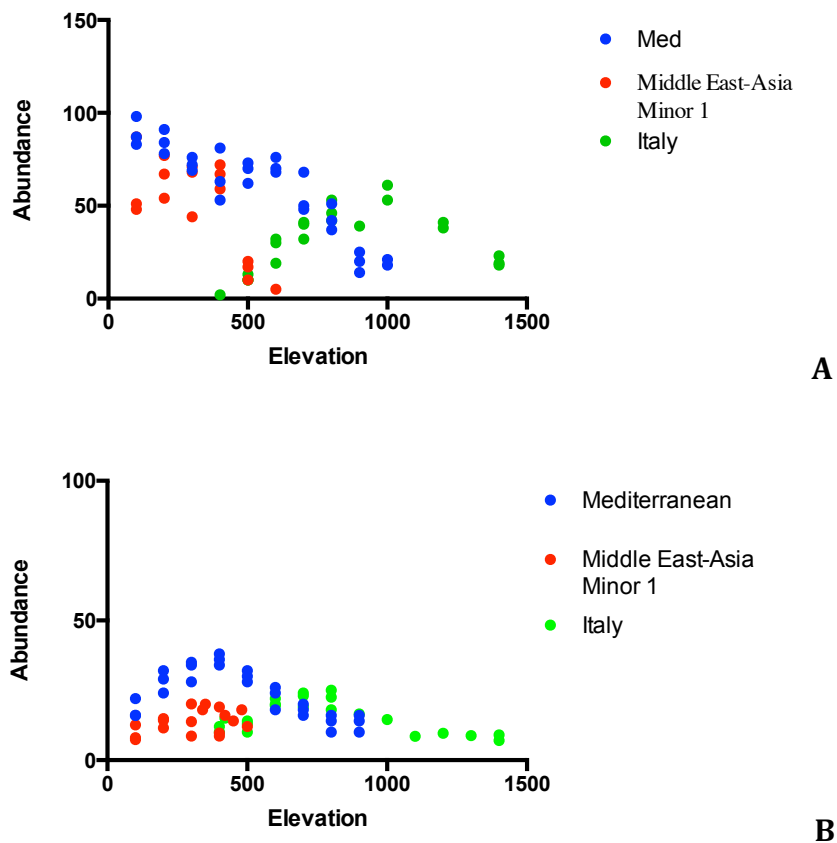 150
100
50
0
0
500
1000
1500
Abundance
Elevation
Med
Middle East-Asia
Minor 1
Italy
A
100
50
0
0
500
1000
1500
Abundance
Elevation
Mediterranean
Middle East-Asia
Minor 1
Italy
B